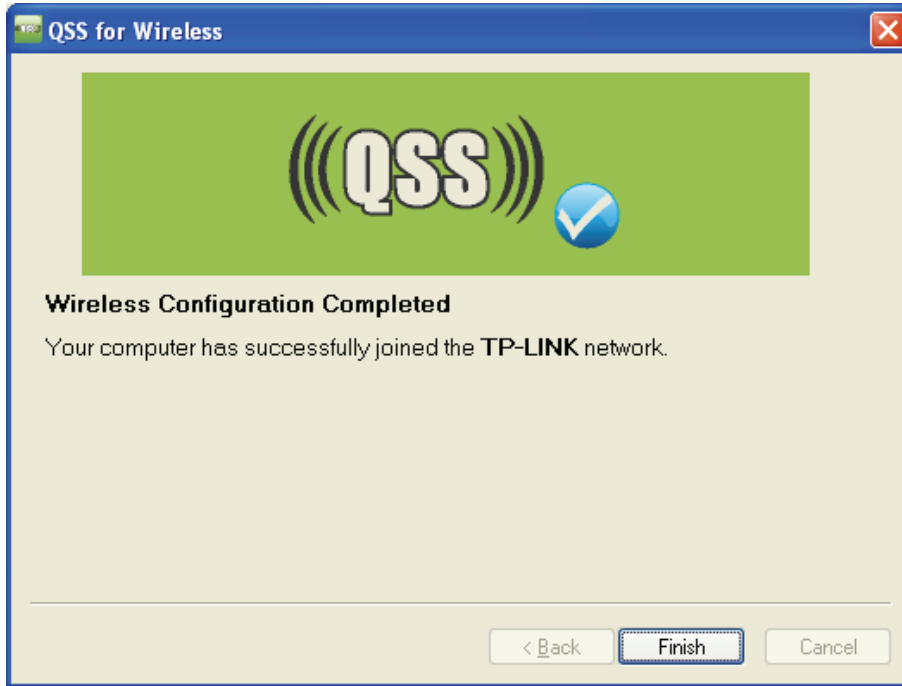 QSS for Wireless
(((QSS)))
Wireless Configuration Completed
Your computer has successfully joined the TP-LINK network.
< Back
Finish
Cancel